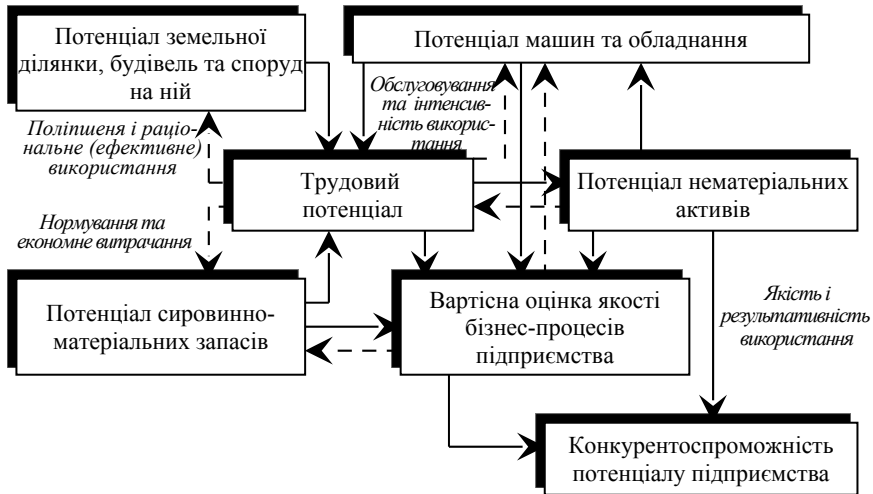 Потенціал земельної
ділянки, будівель та споруд
на ній
Потенціал машин та обладнання
Обслуговування
та інтенсив-
ність викорис-
тання
Поліпшеня і раціо-
нальне (ефективне)
використання
Трудовий
потенціал
Потенціал нематеріальних
активів
Нормування та
економне витрачання
Потенціал сировинно-
матеріальних запасів
Вартісна оцінка якості
бізнес-процесів
підприємства
Якість і
результативність
використання
Конкурентоспроможність
потенціалу підприємства